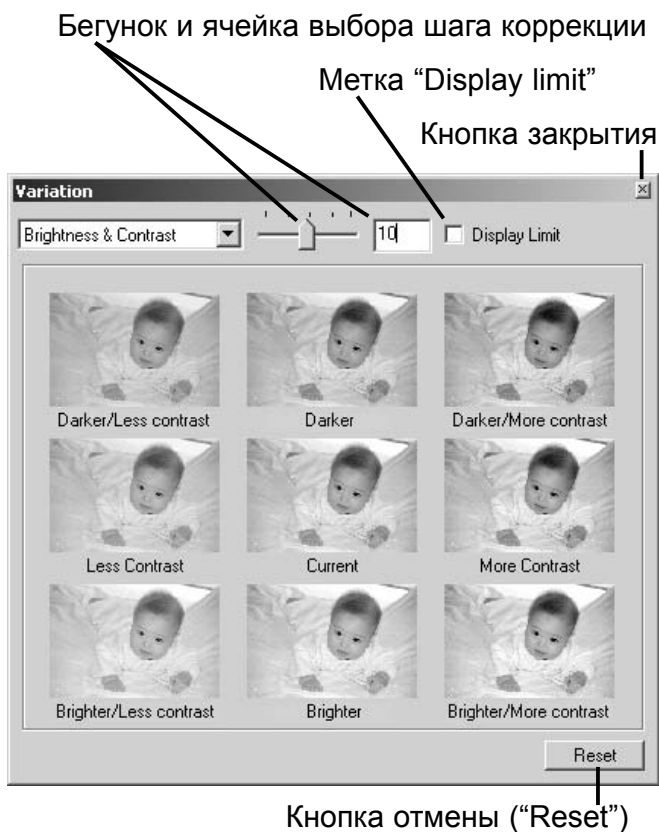 Бегунок и ячейка выбора шага коррекции
Метка “Display limit”
Кнопка закрытия
Variation
Brightness & Contrast
10
Display Limit
Darker/Less contrast
Darker
Darker/More contrast
Less Contrast
Current
More Contrast
Brighter/Less contrast
Brighter
Brighter/More contrast
Reset
Кнопка отмены (“Reset”)